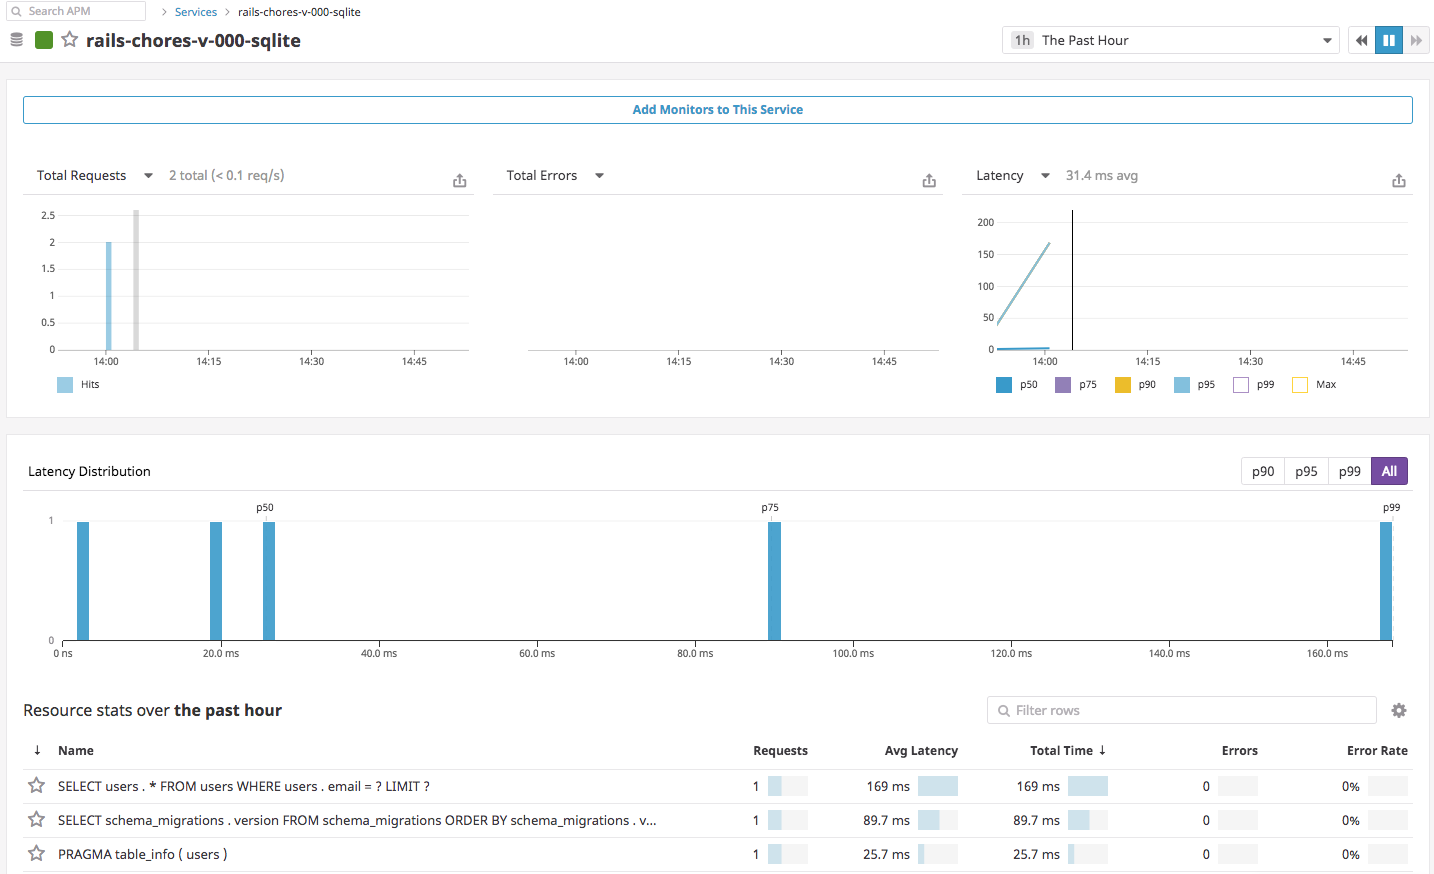 Search APM > Services > rails-chores-v-000-sqlite
rails-chores-v-000-sqlite 1h The Past Hour
Add Monitors to This Service
Total Requests 2 total (< 0.1 req/s)
2.5
2
1.5
1
0.5
0
14:00 14:15 14:30 14:45
Hits
Total Errors
14:00 14:15 14:30 14:45
Latency 31.4 ms avg
200
150
100
50
0
14:00 14:15 14:30 14:45
p50 p75 p90 p95 p99 Max
Latency Distribution p90 p95 p99 All
p50 p75 p99
1
0
0 ns 20.0 ms 40.0 ms 60.0 ms 80.0 ms 100.0 ms 120.0 ms 140.0 ms 160.0 ms
Resource stats over the past hour Filter rows
↓ Name Requests Avg Latency Total Time ↓ Errors Error Rate
SELECT users . * FROM users WHERE users . email = ? LIMIT ? 1 169 ms 169 ms 0 0%
SELECT schema_migrations . version FROM schema_migrations ORDER BY schema_migrations . v... 1 89.7 ms 89.7 ms 0 0%
PRAGMA table_info ( users ) 1 25.7 ms 25.7 ms 0 0%